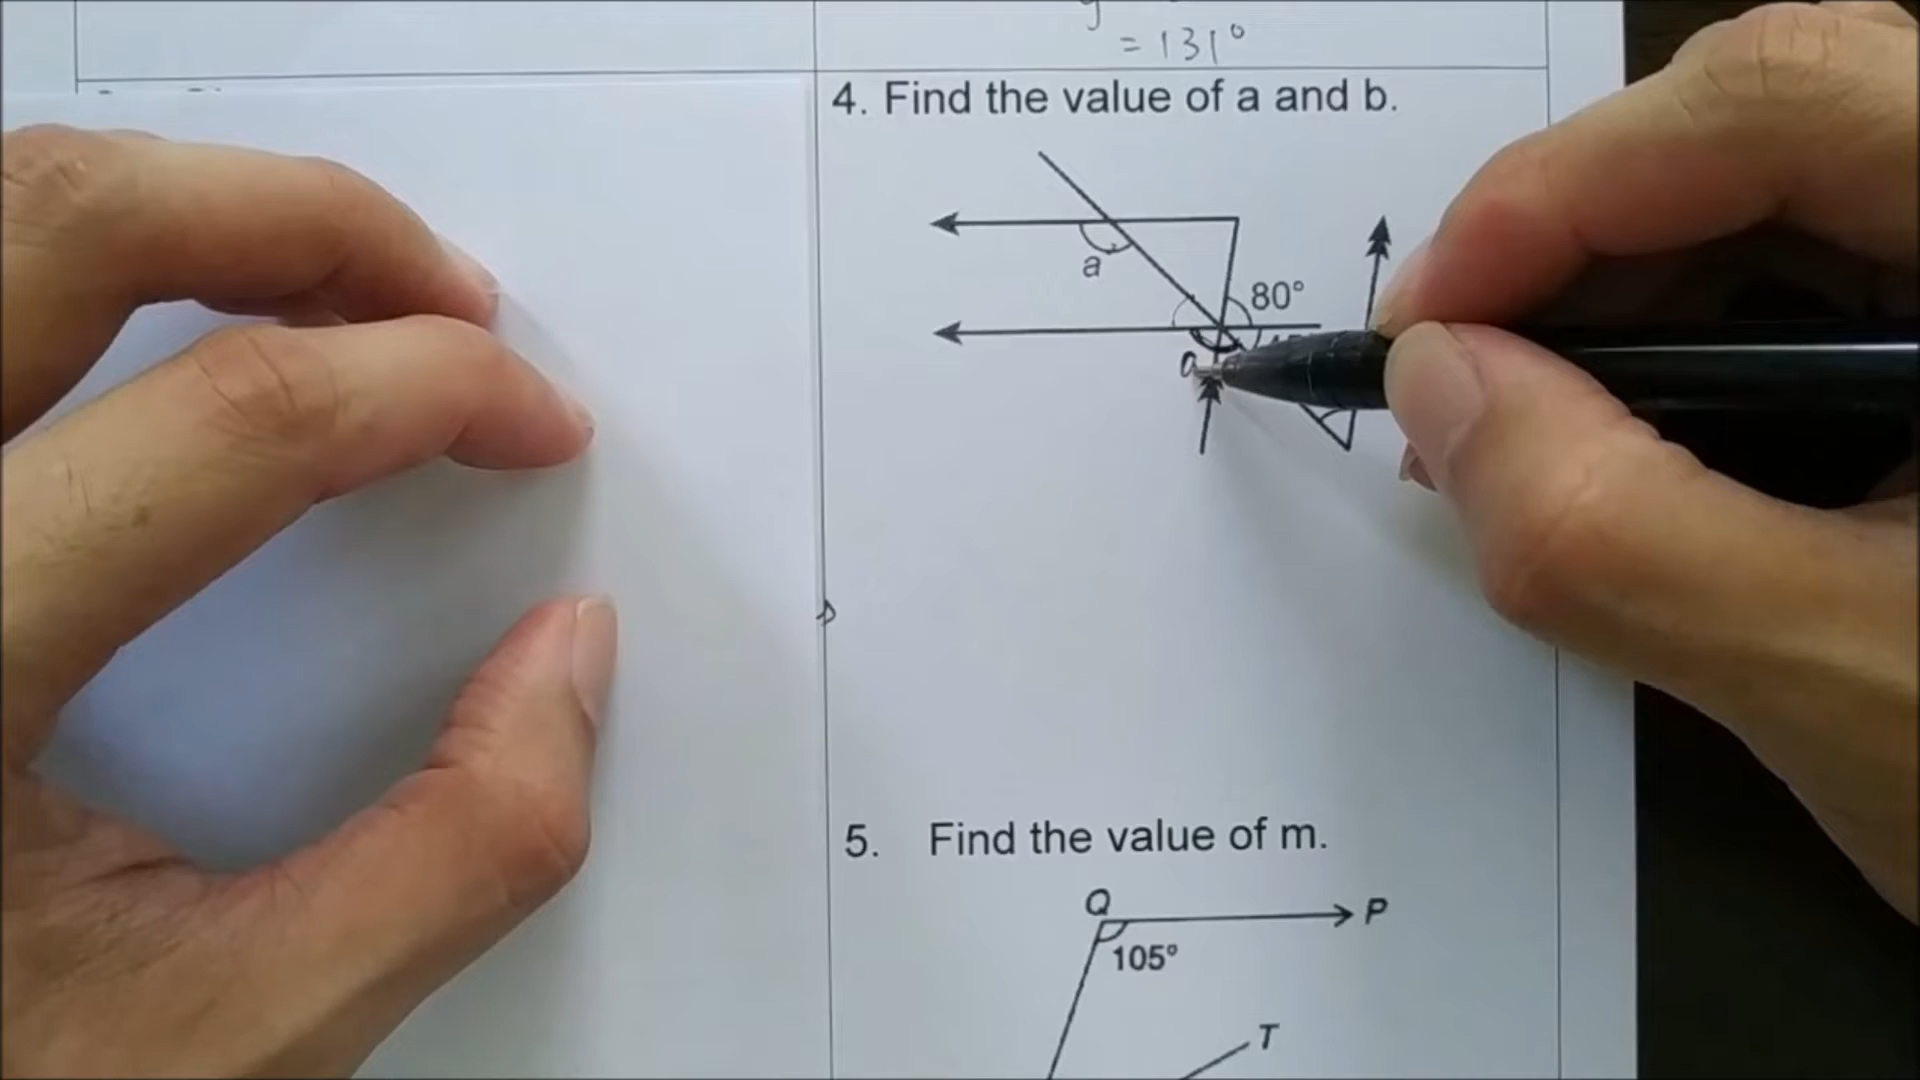 = 131°
4. Find the value of a and b.
a
80°
a
5. Find the value of m.
Q
P
105°
T